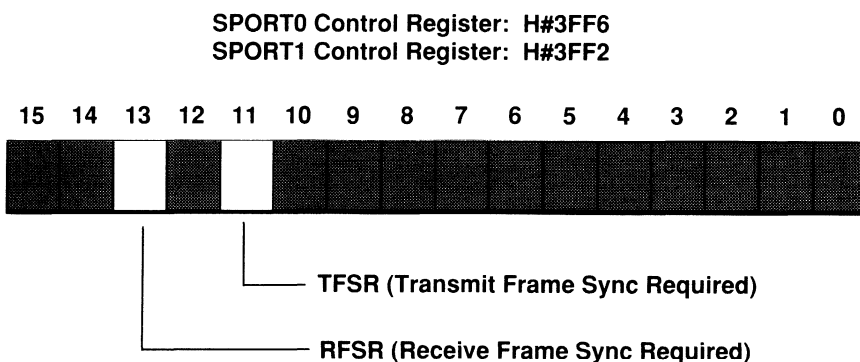 SPORT0 Control Register: H#3FF6
SPORT1 Control Register: H#3FF2
15 14 13 12 11 10 9 8 7 6 5 4 3 2 1 0
TFSR (Transmit Frame Sync Required)
RFSR (Receive Frame Sync Required)